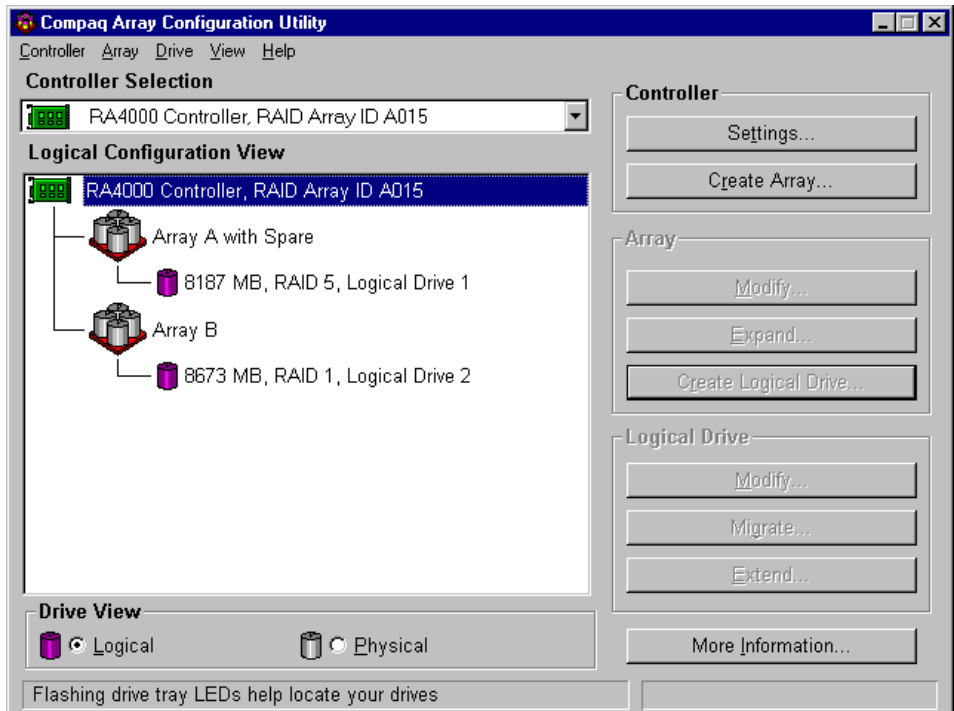 Compaq Array Configuration Utility
Controller Array Drive View Help
Controller Selection
RA4000 Controller, RAID Array ID A015
Logical Configuration View
RA4000 Controller, RAID Array ID A015
Array A with Spare
8187 MB, RAID 5, Logical Drive 1
Array B
8673 MB, RAID 1, Logical Drive 2
Drive View
Logical
Physical
Controller
Settings...
Create Array...
Array
Modify...
Expand...
Create Logical Drive...
Logical Drive
Modify...
Migrate...
Extend...
More Information...
Flashing drive tray LEDs help locate your drives